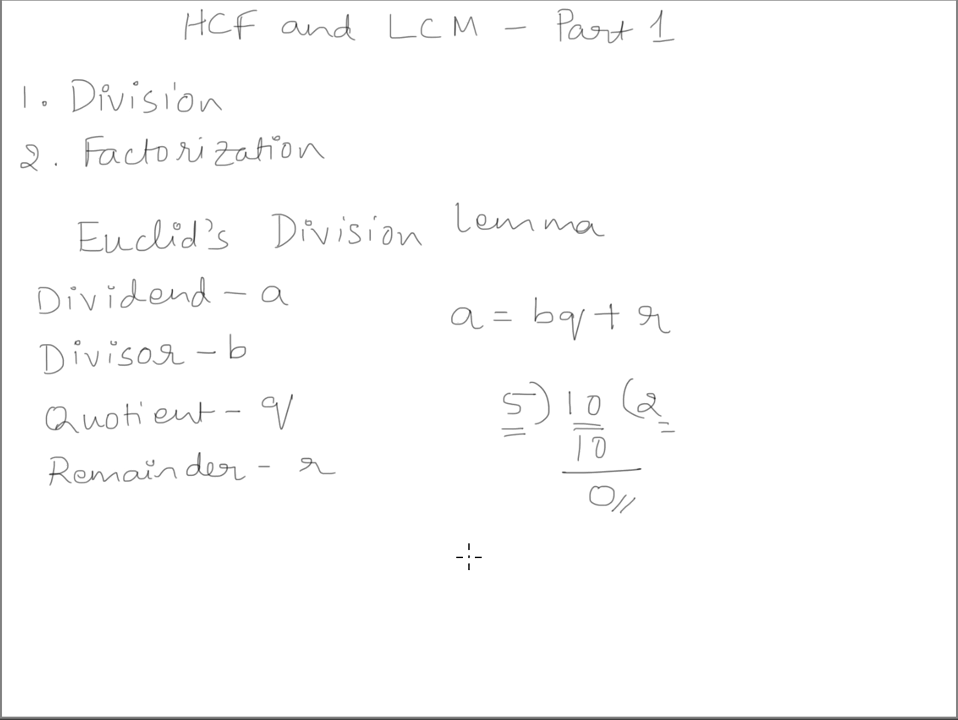 HCF and LCM - Part 1
1. Division
2. Factorization
Euclid's Division Lemma
Dividend - a
Divisor - b
Quotient - q
Remainder - r
a = bq + r
5) 10 (2
10
0//